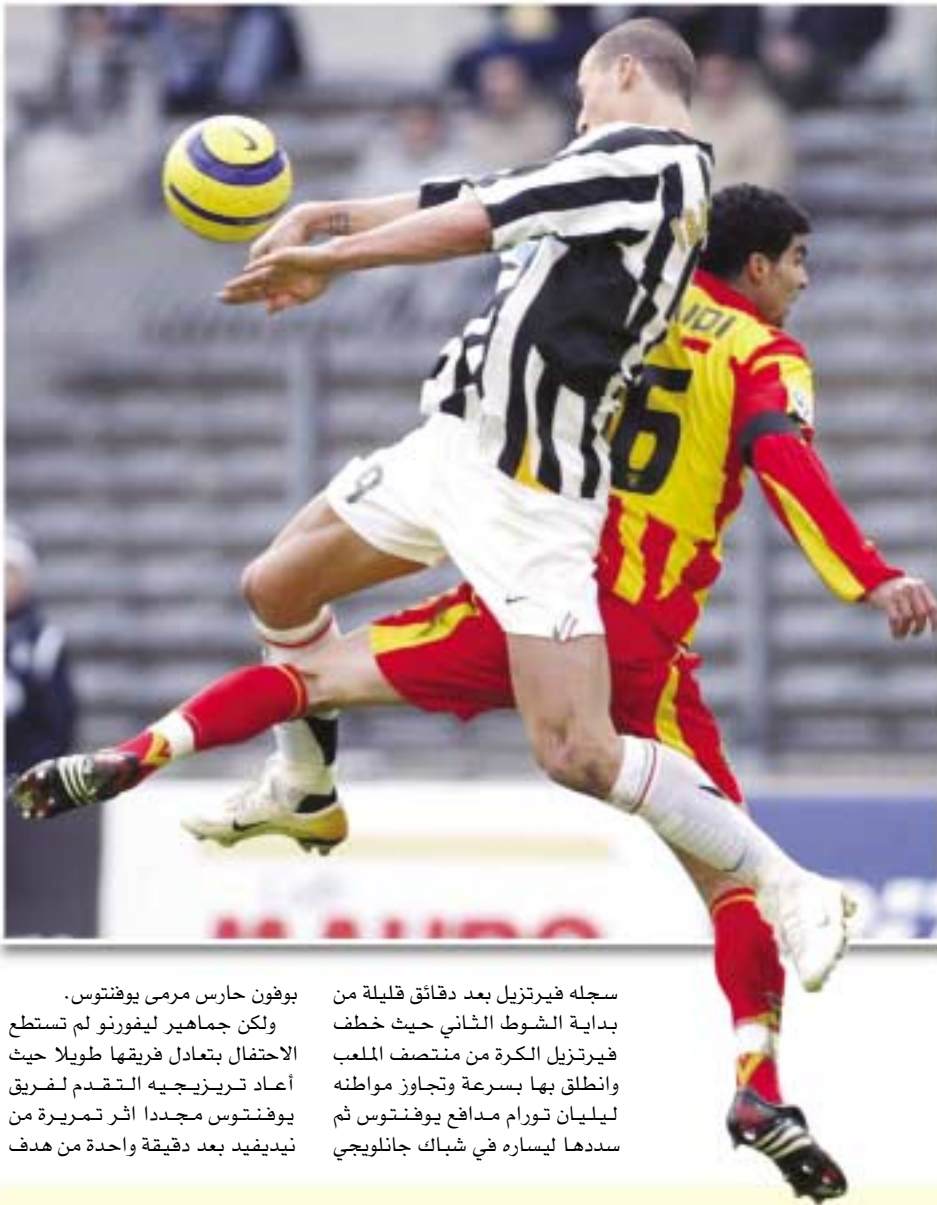 6
9
سجله فيرتزيل بعد دقائق قليلة من
بداية الشوط الثاني حيث خطف
فيرتزيل الكرة من منتصف الملعب
وانطلق بها بسرعة وتجاوز مواطنه
ليليان تورام مدافع يوفنتوس ثم
سددها ليساره في شباك جانلويجي
بوفون حارس مرمى يوفنتوس.
ولكن جماهير ليفورنو لم تستطع
الاحتفال بتعادل فريقها طويلا حيث
أعاد تريزيجيه التقدم لفريق
يوفنتوس مجددا اثر تمريرة من
نيديفيد بعد دقيقة واحدة من هدف